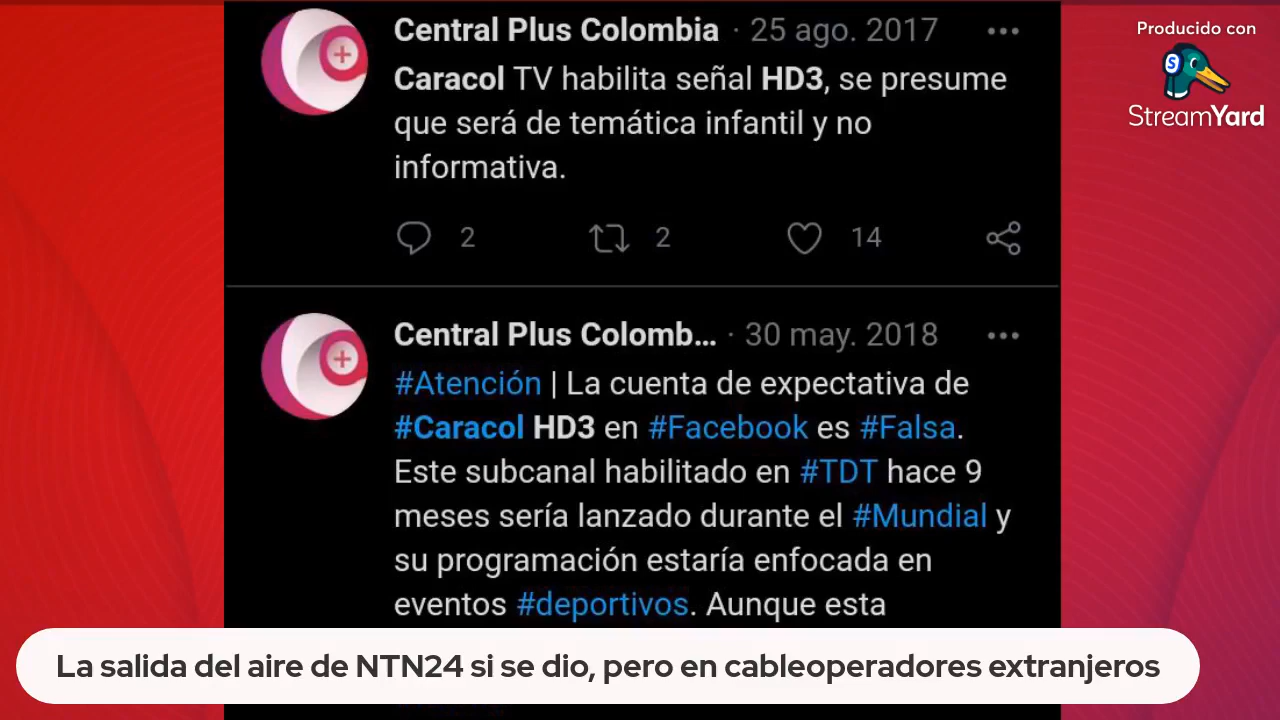 Central Plus Colombia · 25 ago. 2017
Caracol TV habilita señal HD3, se presume
que será de temática infantil y no
informativa.
2 2 14
Central Plus Colomb... · 30 may. 2018
#Atención | La cuenta de expectativa de
#Caracol HD3 en #Facebook es #Falsa.
Este subcanal habilitado en #TDT hace 9
meses sería lanzado durante el #Mundial y
su programación estaría enfocada en
eventos #deportivos. Aunque esta
La salida del aire de NTN24 si se dio, pero en cableoperadores extranjeros
Producido con
S
StreamYard